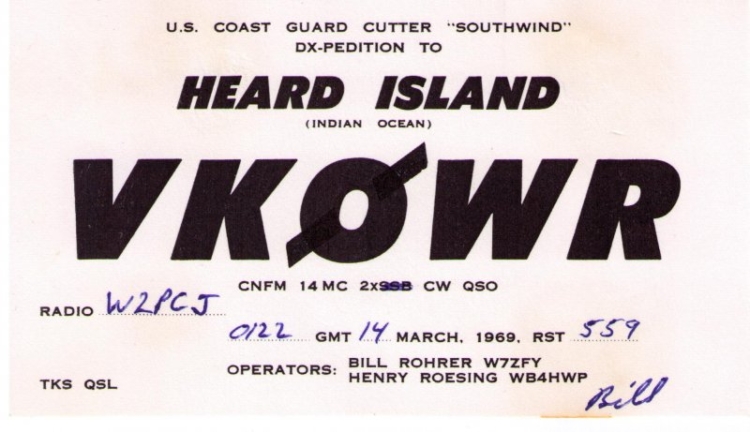 U.S. COAST GUARD CUTTER "SOUTHWIND"
DX-PEDITION TO
HEARD ISLAND
(INDIAN OCEAN)
VKØWR
CNFM 14 MC 2xSSB CW QSO
RADIO W2PCJ
0122 GMT 14 MARCH, 1969, RST 559
OPERATORS: BILL ROHRER W7ZFY
HENRY ROESING WB4HWP
TKS QSL
Bill